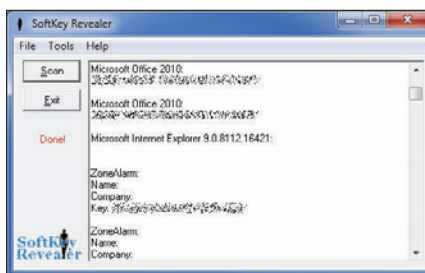 SoftKey Revealer
File Tools Help
Scan
Exit
Done!
SoftKey
Revealer
Microsoft Office 2010:
Microsoft Office 2010:
Microsoft Internet Explorer 9.0.8112.16421:
ZoneAlarm:
Name:
Company:
Key:
ZoneAlarm:
Name:
Company: